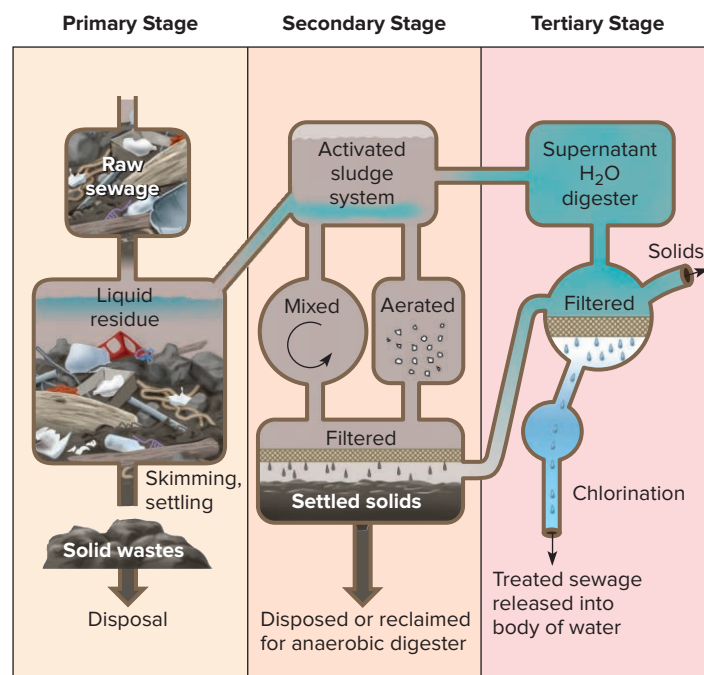 Primary Stage
Secondary Stage
Tertiary Stage
Raw
sewage
Liquid
residue
Skimming,
settling
Solid wastes
Disposal
Activated
sludge
system
Mixed
Aerated
Filtered
Settled solids
Disposed or reclaimed
for anaerobic digester
Supernatant
H₂O
digester
Solids
Filtered
Chlorination
Treated sewage
released into
body of water